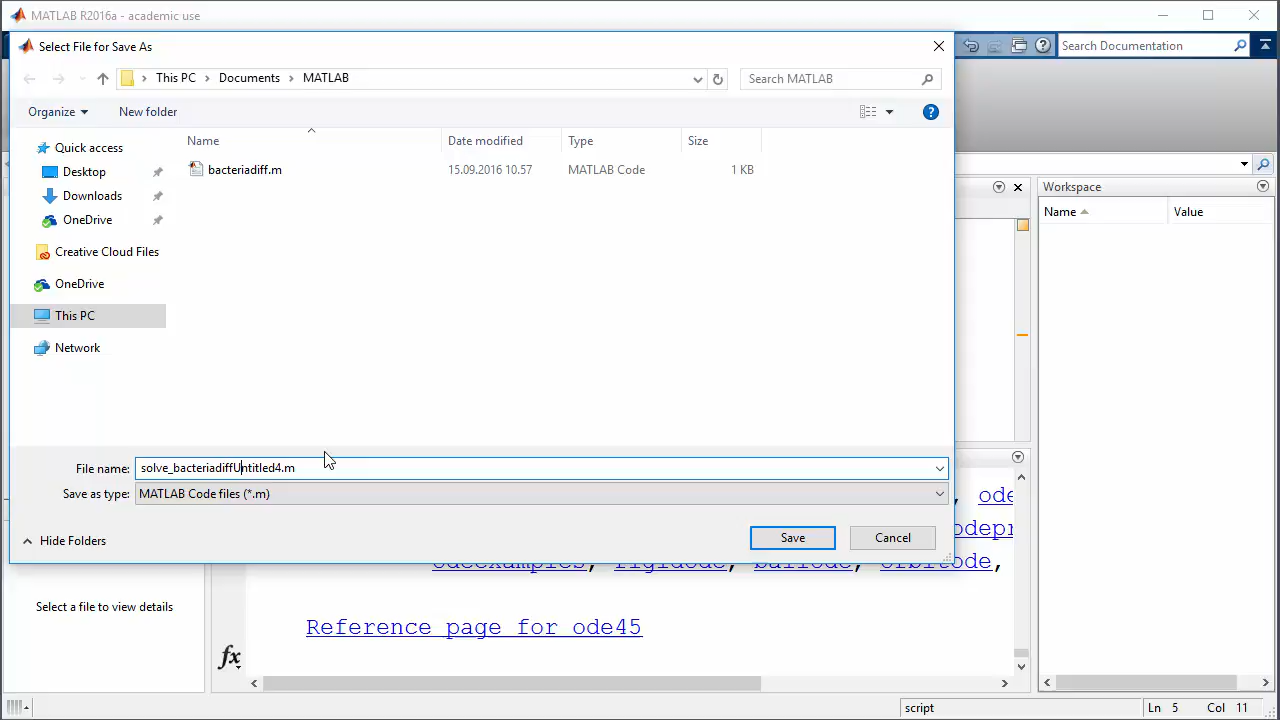 MATLAB R2016a - academic use
Select File for Save As
Search Documentation
This PC
Documents
MATLAB
Search MATLAB
Organize
New folder
Name
Date modified
Type
Size
Quick access
bacteriadiff.m
15.09.2016 10.57
MATLAB Code
1 KB
Desktop
Downloads
OneDrive
Creative Cloud Files
OneDrive
This PC
Network
Workspace
Name
Value
File name:
solve_bacteriadiffUntitled4.m
Save as type:
MATLAB Code files (*.m)
Hide Folders
Save
Cancel
Select a file to view details
Reference page for ode45
fx
script
Ln 5 Col 11